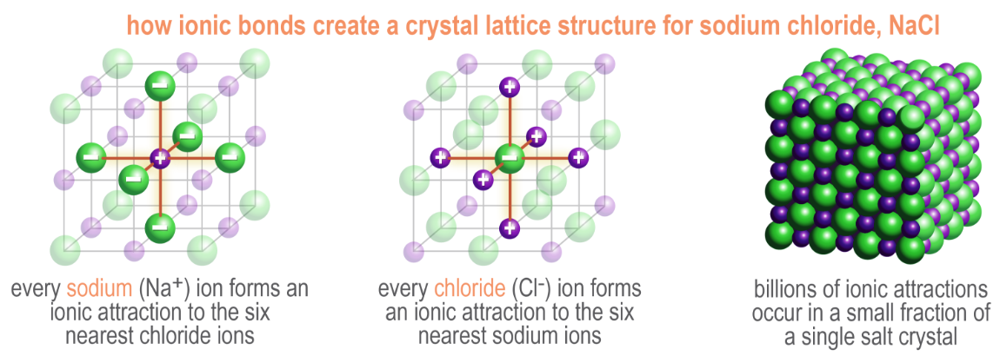 how ionic bonds create a crystal lattice structure for sodium chloride, NaCl
−
−
−
+
−
−
−
+
+
+
−
+
+
+
every sodium (Na⁺) ion forms an
ionic attraction to the six
nearest chloride ions
every chloride (Cl⁻) ion forms
an ionic attraction to the six
nearest sodium ions
billions of ionic attractions
occur in a small fraction of
a single salt crystal